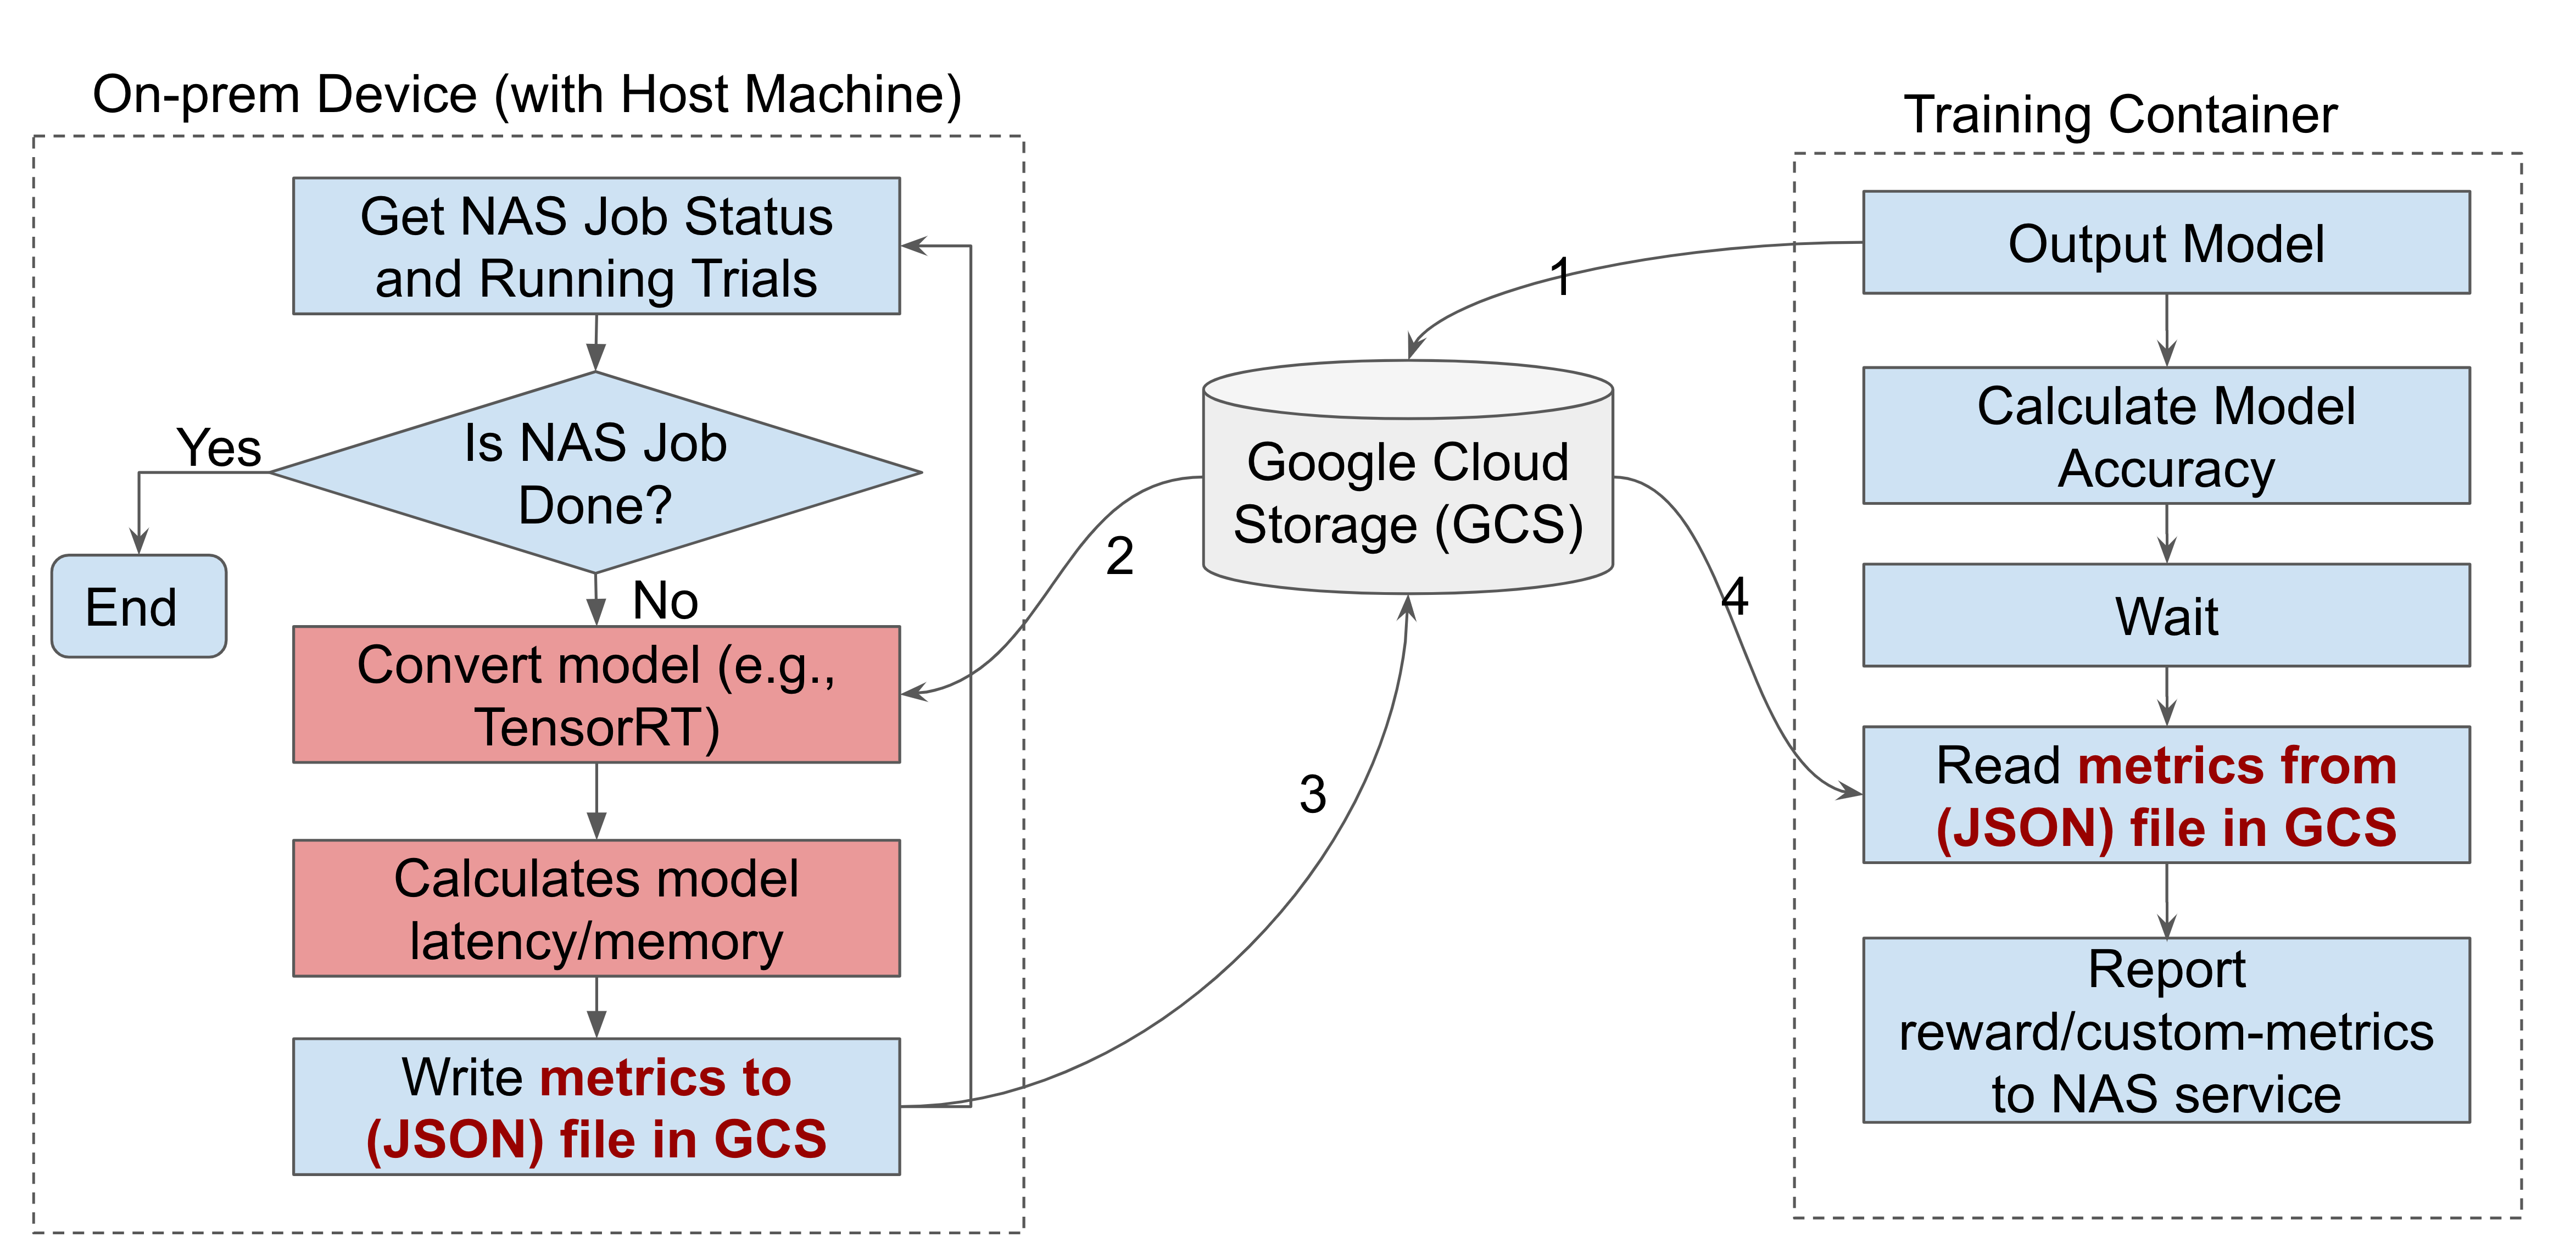 On-prem Device (with Host Machine)
Get NAS Job Status
and Running Trials
Is NAS Job
Done?
Yes
End
No
Convert model (e.g.,
TensorRT)
Calculates model
latency/memory
Write metrics to
(JSON) file in GCS
1
2
3
4
Google Cloud
Storage (GCS)
Training Container
Output Model
Calculate Model
Accuracy
Wait
Read metrics from
(JSON) file in GCS
Report
reward/custom-metrics
to NAS service